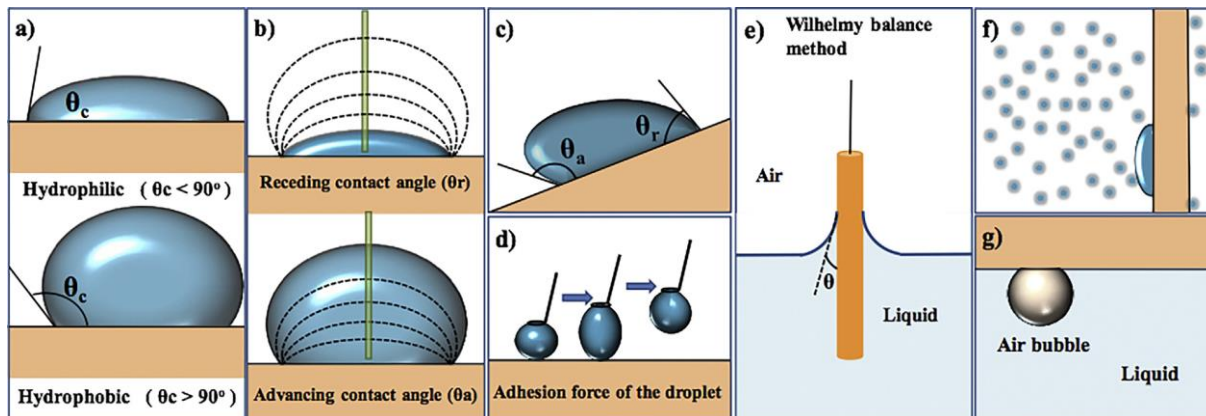 a)
θc
Hydrophilic ( θc < 90° )
θc
Hydrophobic ( θc > 90° )
b)
Receding contact angle (θr)
Advancing contact angle (θa)
c)
θa
θr
d)
Adhesion force of the droplet
e)
Wilhelmy balance
method
Air
θ
Liquid
f)
g)
Air bubble
Liquid